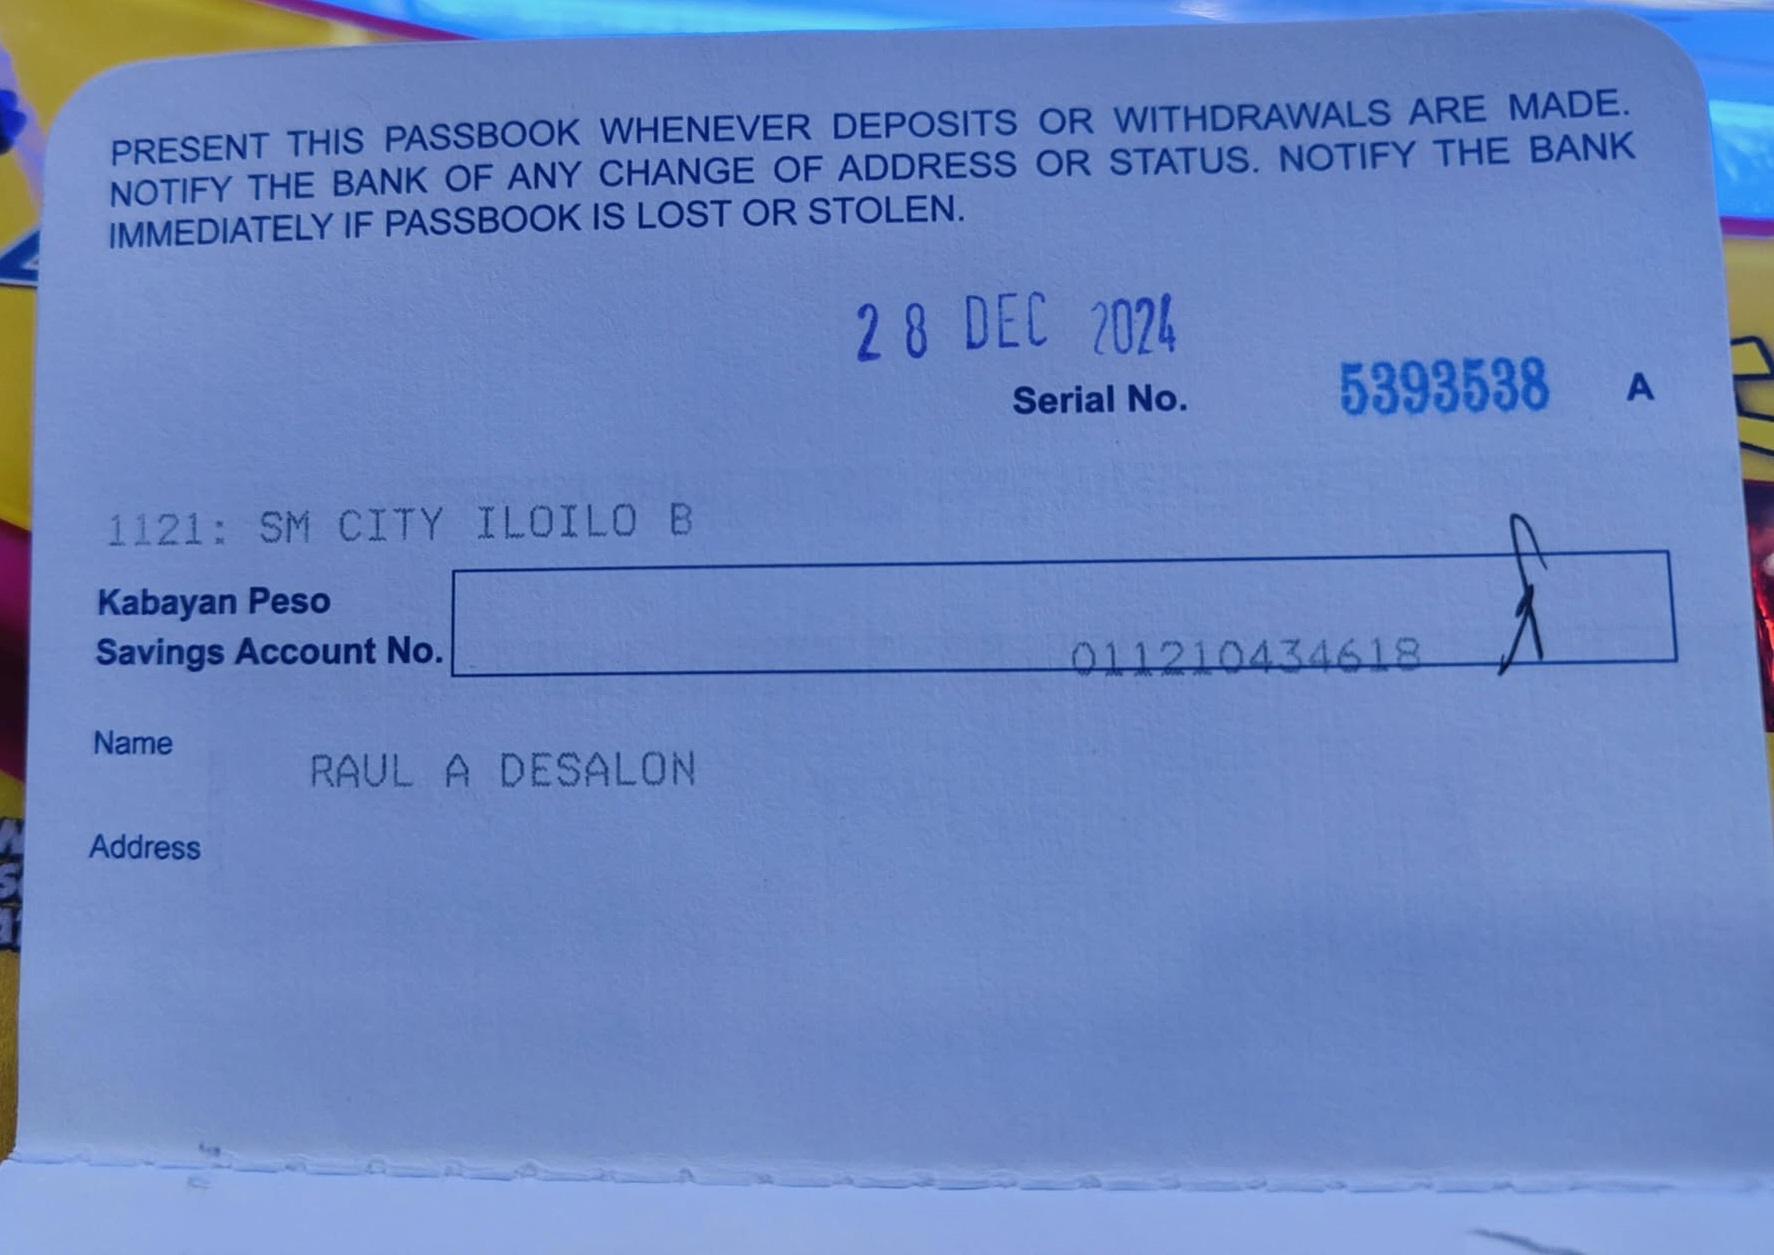 PRESENT THIS PASSBOOK WHENEVER DEPOSITS OR WITHDRAWALS ARE MADE.
NOTIFY THE BANK OF ANY CHANGE OF ADDRESS OR STATUS. NOTIFY THE BANK
IMMEDIATELY IF PASSBOOK IS LOST OR STOLEN.
28 DEC 2024
Serial No. 5393538 A
1121: SM CITY ILOILO B
Kabayan Peso
Savings Account No. 011210434618
Name
RAUL A DESALON
Address